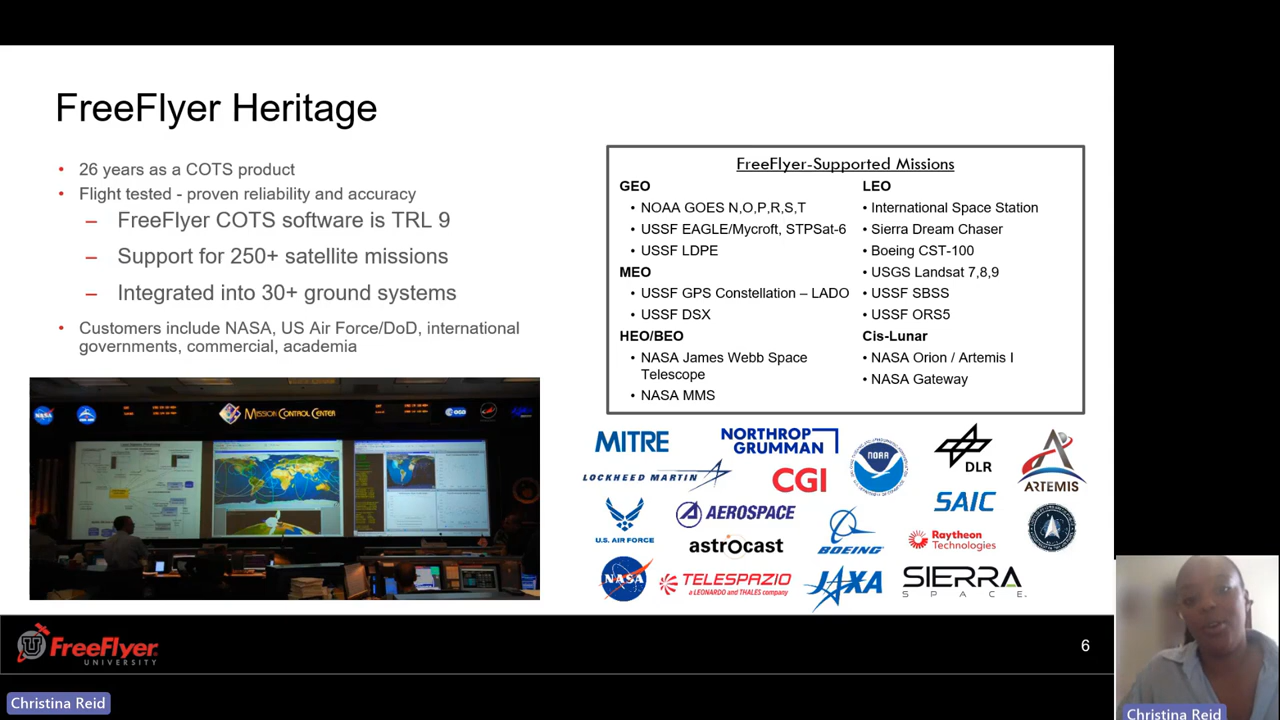 FreeFlyer Heritage
• 26 years as a COTS product
• Flight tested - proven reliability and accuracy
– FreeFlyer COTS software is TRL 9
– Support for 250+ satellite missions
– Integrated into 30+ ground systems
• Customers include NASA, US Air Force/DoD, international
governments, commercial, academia
FreeFlyer-Supported Missions
GEO
• NOAA GOES N,O,P,R,S,T
• USSF EAGLE/Mycroft, STPSat-6
• USSF LDPE
MEO
• USSF GPS Constellation – LADO
• USSF DSX
HEO/BEO
• NASA James Webb Space
Telescope
• NASA MMS
LEO
• International Space Station
• Sierra Dream Chaser
• Boeing CST-100
• USGS Landsat 7,8,9
• USSF SBSS
• USSF ORS5
Cis-Lunar
• NASA Orion / Artemis I
• NASA Gateway
NASA
MISSION CONTROL CENTER
esa
MITRE
NORTHROP
GRUMMAN
NOAA
DLR
ARTEMIS
LOCKHEED MARTIN
CGI
SAIC
U.S. AIR FORCE
AEROSPACE
astrocast
BOEING
Raytheon
Technologies
NASA
TELESPAZIO
a LEONARDO and THALES company
JAXA
SIERRA
SPACE
FreeFlyer
UNIVERSITY
6
Christina Reid
Christina Reid